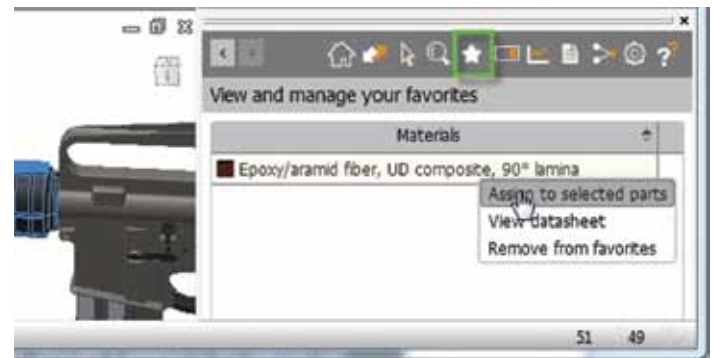 View and manage your favorites
Materials
Epoxy/aramid fiber, UD composite, 90° lamina
Assign to selected parts
View datasheet
Remove from favorites
51 49